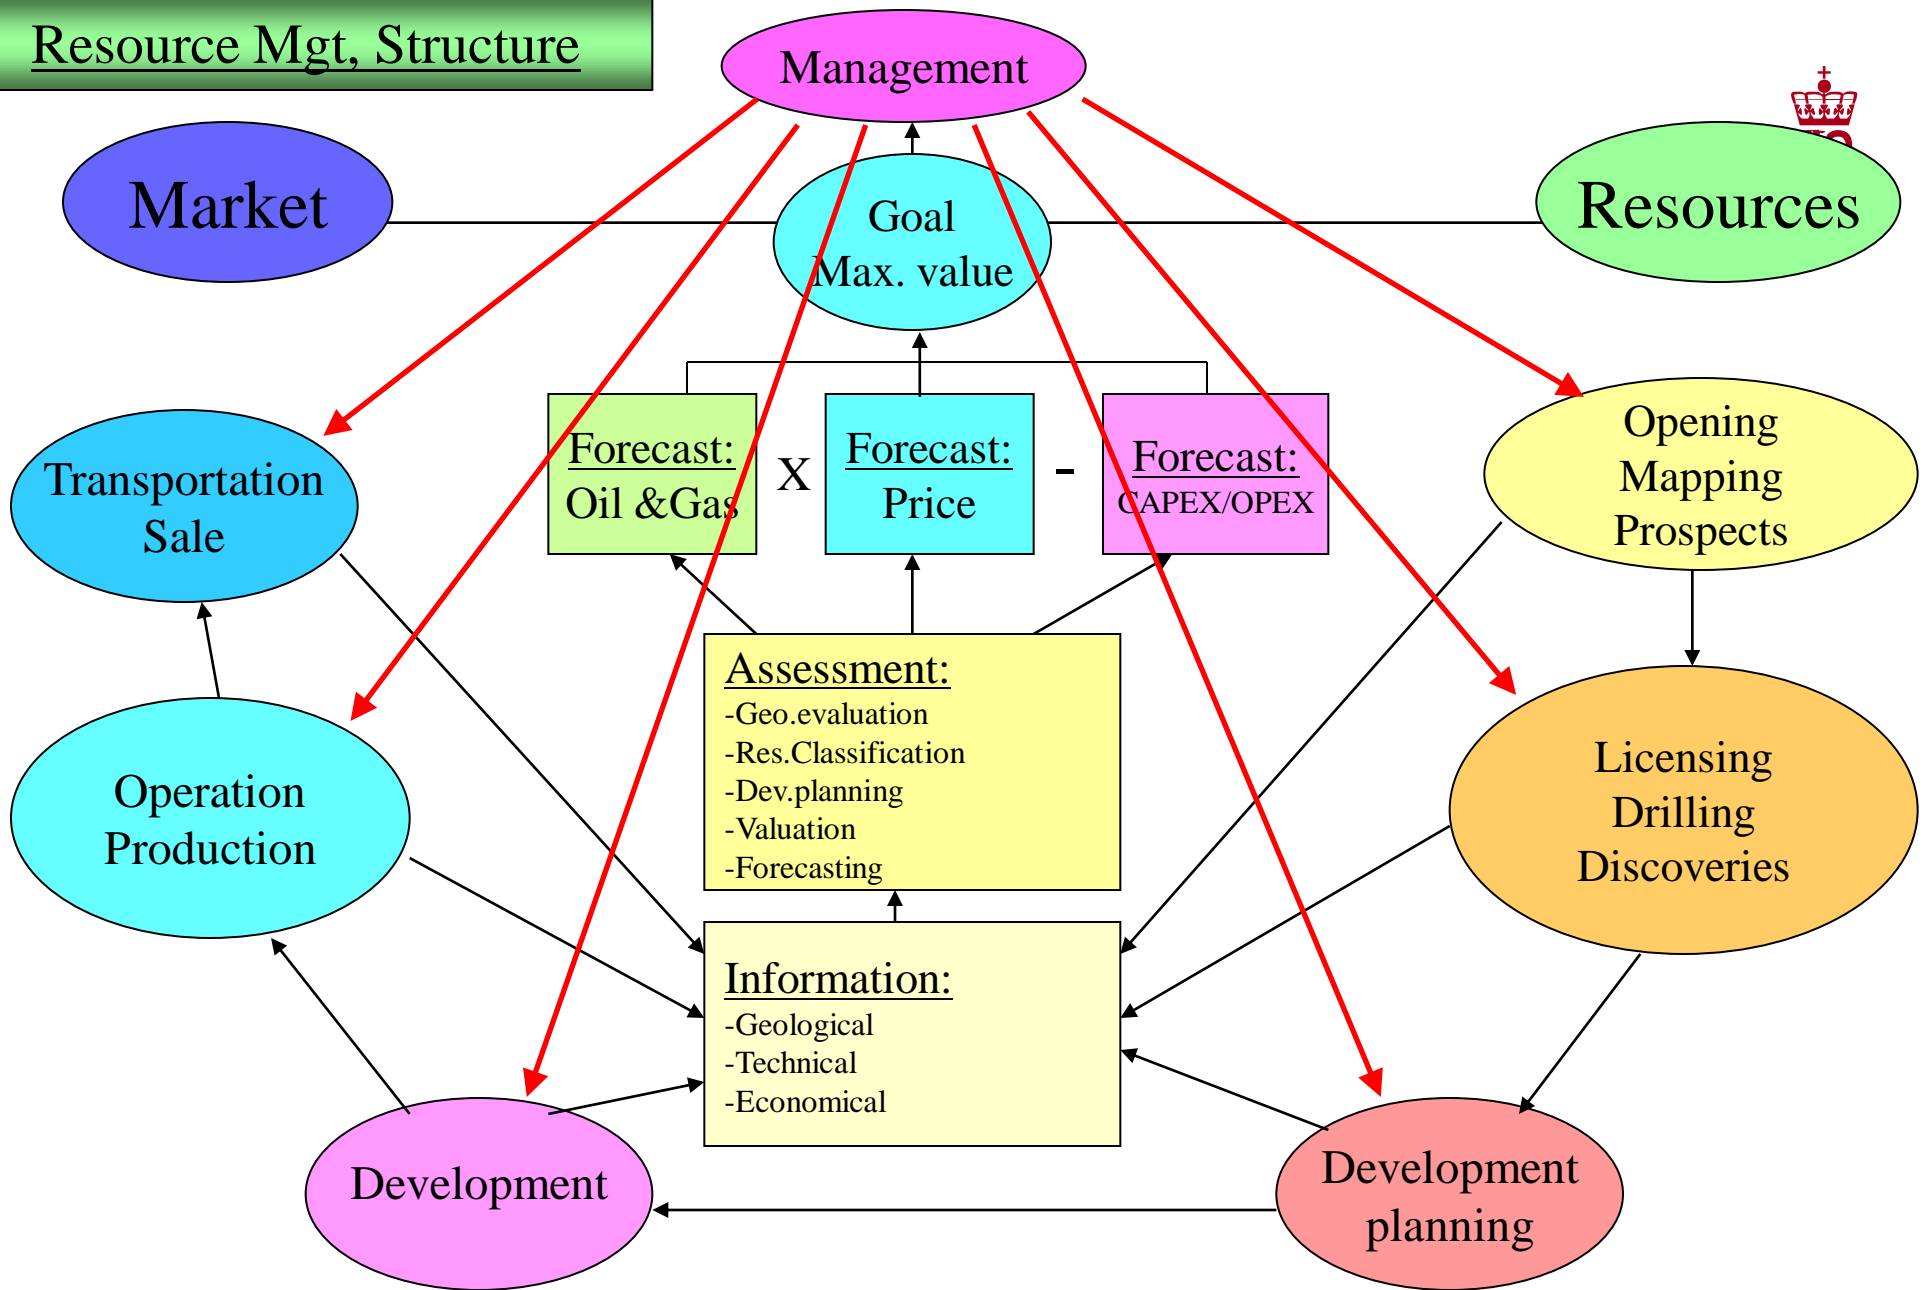 Resource Mgt, Structure
Management
Market
Goal
Max. value
Resources
Forecast:
Oil &Gas
X
Forecast:
Price
-
Forecast:
CAPEX/OPEX
Transportation
Sale
Opening
Mapping
Prospects
Assessment:
-Geo.evaluation
-Res.Classification
-Dev.planning
-Valuation
-Forecasting
Operation
Production
Licensing
Drilling
Discoveries
Information:
-Geological
-Technical
-Economical
Development
Development
planning